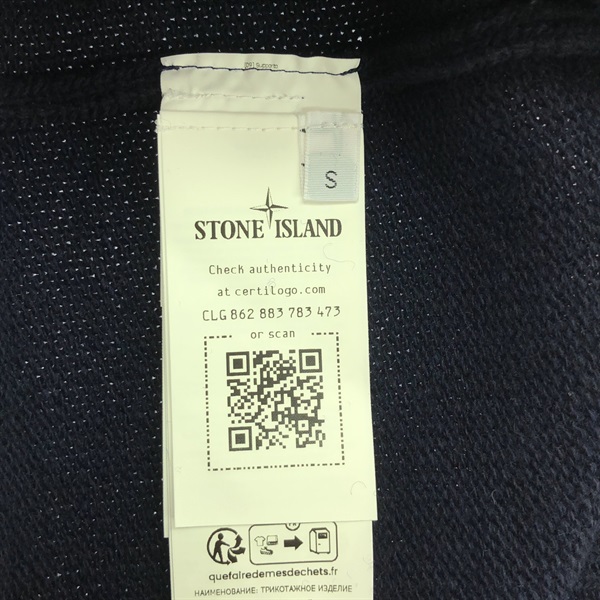 S
STONE ISLAND
Check authenticity
at certilogo.com
CLG 862 883 783 473
or scan
quefairedemesdechets.fr
НАИМЕНОВАНИЕ: ТРИКОТАЖНОЕ ИЗДЕЛИЕ